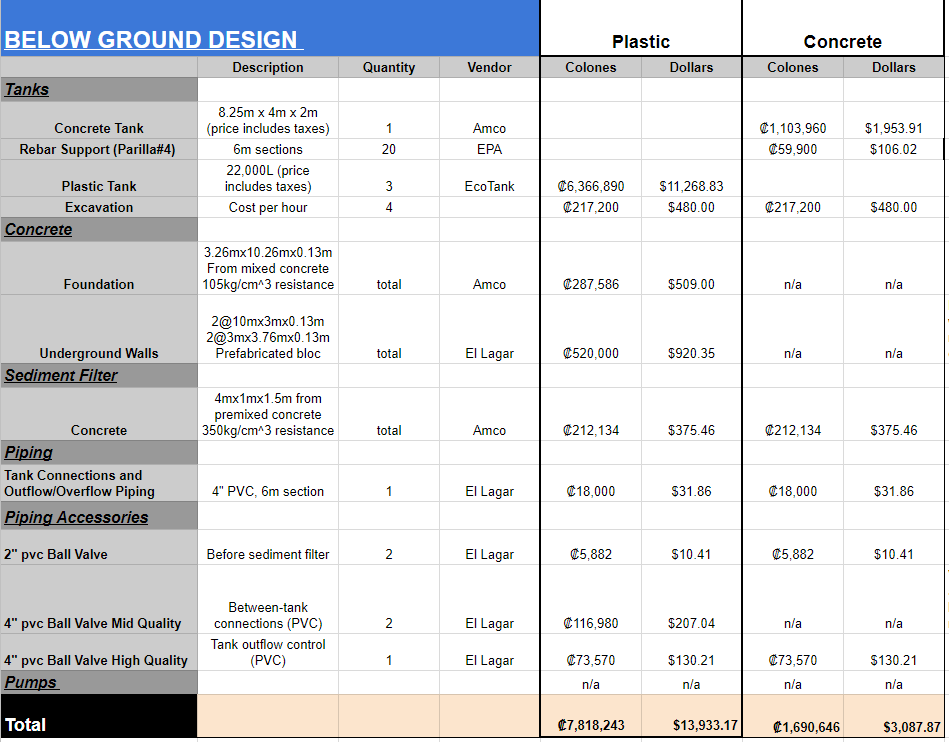 BELOW GROUND DESIGN
Plastic Concrete
Description Quantity Vendor Colones Dollars Colones Dollars
Tanks
8.25m x 4m x 2m
(price includes taxes)
Concrete Tank 1 Amco ₡1,103,960 $1,953.91
Rebar Support (Parilla#4) 6m sections 20 EPA ₡59,900 $106.02
22,000L (price
includes taxes)
Plastic Tank 3 EcoTank ₡6,366,890 $11,268.83
Excavation Cost per hour 4 ₡217,200 $480.00 ₡217,200 $480.00
Concrete
3.26mx10.26mx0.13m
From mixed concrete
105kg/cm^3 resistance
Foundation total Amco ₡287,586 $509.00 n/a n/a
2@10mx3mx0.13m
2@3mx3.76mx0.13m
Prefabricated bloc
Underground Walls total El Lagar ₡520,000 $920.35 n/a n/a
Sediment Filter
4mx1mx1.5m from
premixed concrete
350kg/cm^3 resistance
Concrete total Amco ₡212,134 $375.46 ₡212,134 $375.46
Piping
Tank Connections and
Outflow/Overflow Piping 4" PVC, 6m section 1 El Lagar ₡18,000 $31.86 ₡18,000 $31.86
Piping Accessories
2" pvc Ball Valve Before sediment filter 2 El Lagar ₡5,882 $10.41 ₡5,882 $10.41
Between-tank
connections (PVC)
4" pvc Ball Valve Mid Quality 2 El Lagar ₡116,980 $207.04 n/a n/a
Tank outflow control
(PVC)
4" pvc Ball Valve High Quality 1 El Lagar ₡73,570 $130.21 ₡73,570 $130.21
Pumps n/a n/a n/a n/a
Total ₡7,818,243 $13,933.17 ₡1,690,646 $3,087.87